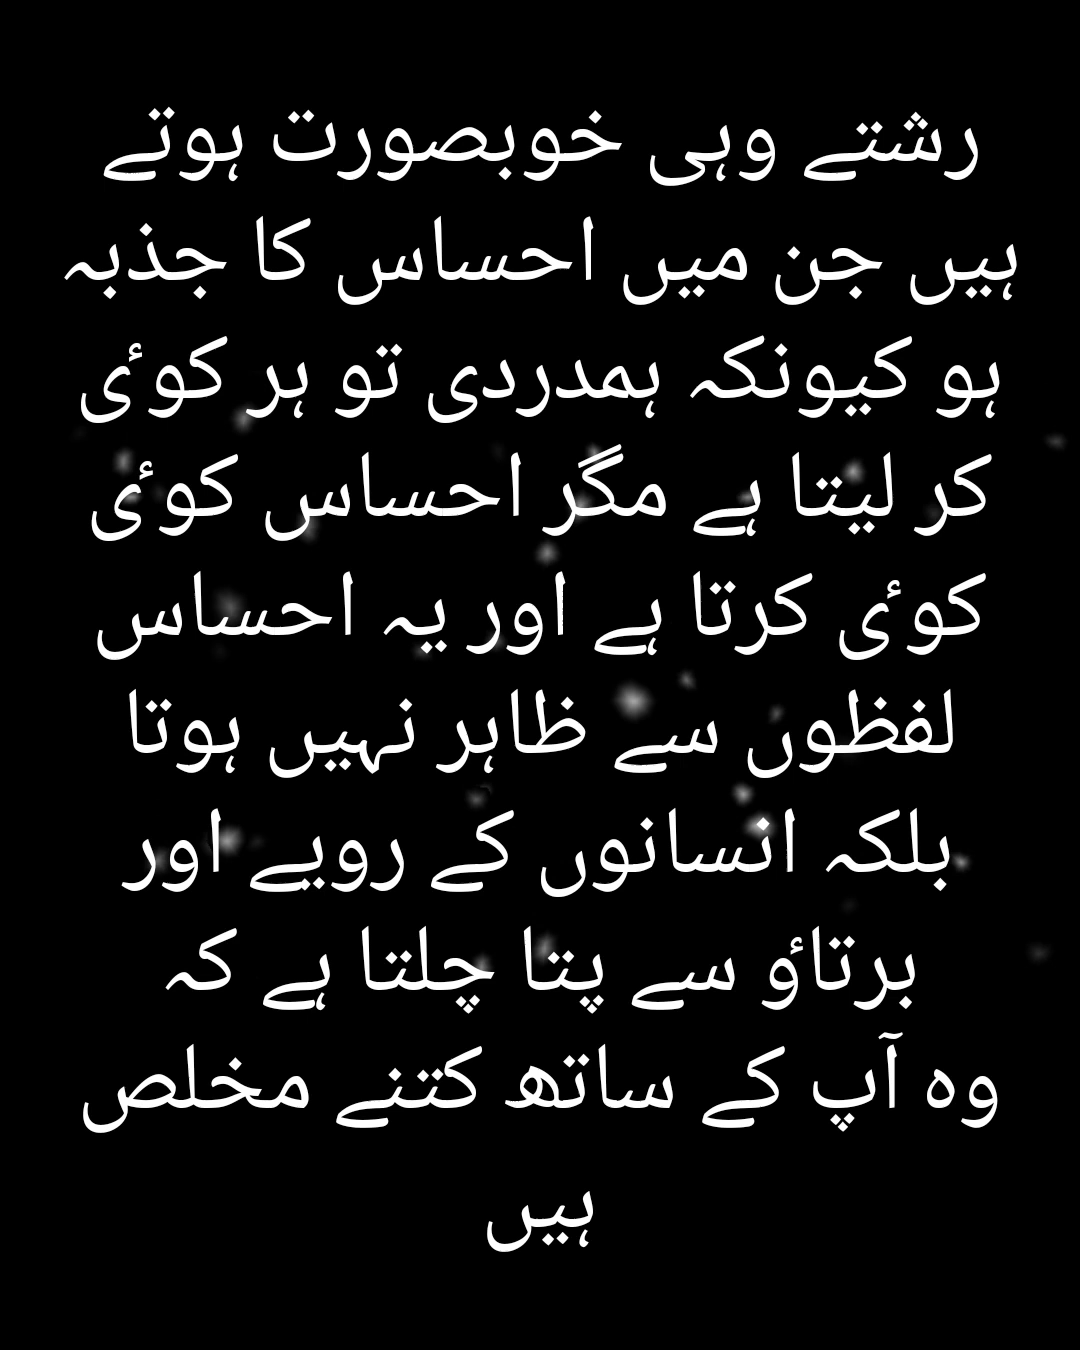 رشتے وہی خوبصورت ہوتے
ہیں جن میں احساس کا جذبہ
ہو کیونکہ ہمدردی تو ہر کوئی
کر لیتا ہے مگر احساس کوئی
کوئی کرتا ہے اور یہ احساس
لفظوں سے ظاہر نہیں ہوتا
بلکہ انسانوں کے رویے اور
برتاؤ سے پتا چلتا ہے کہ
وہ آپ کے ساتھ کتنے مخلص
ہیں